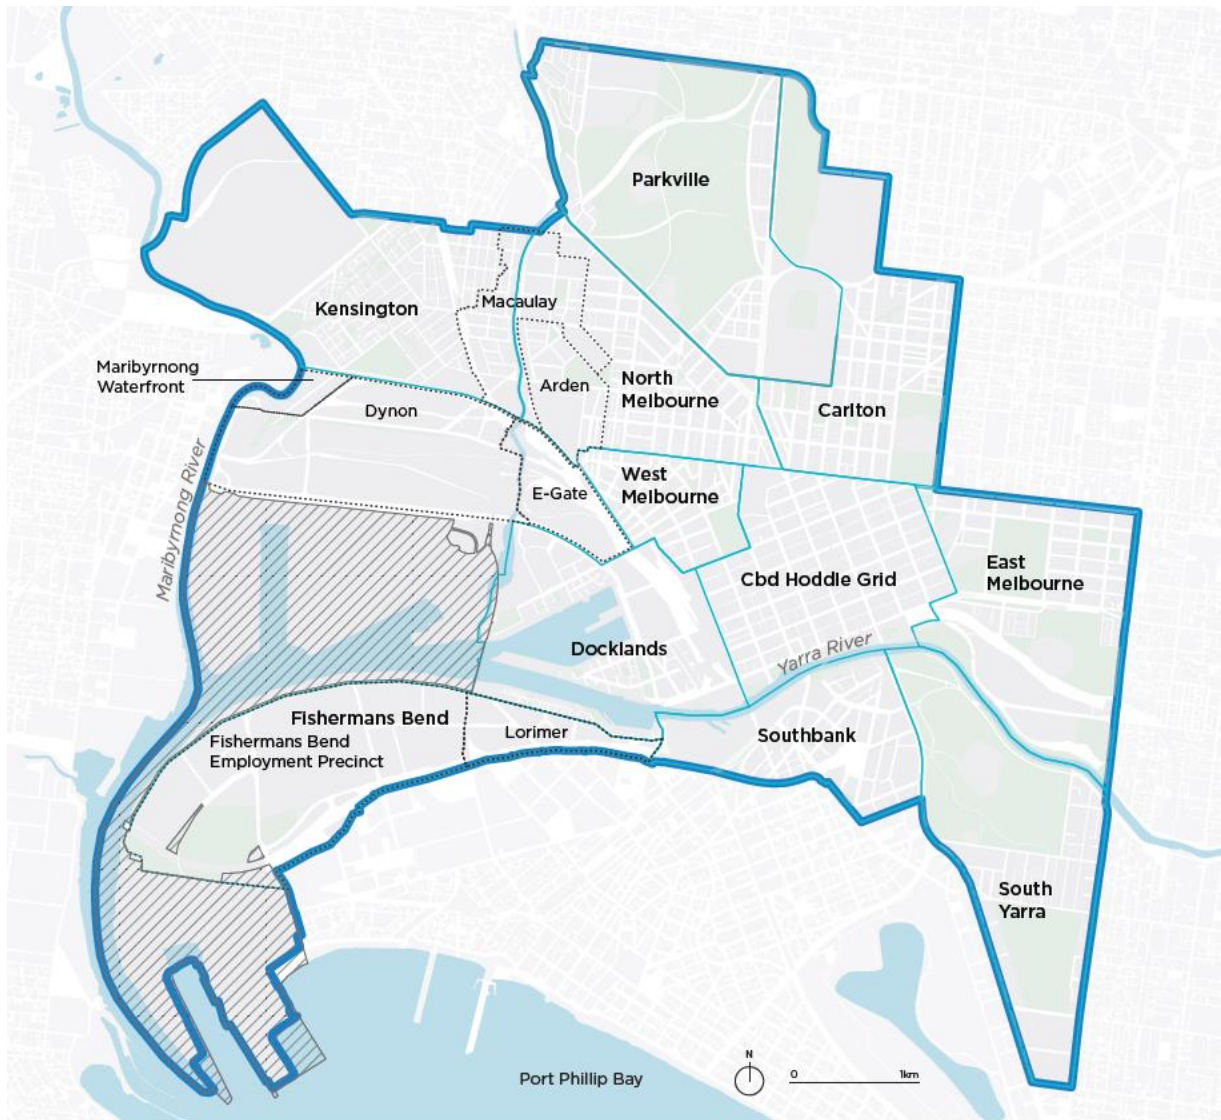 Parkville
Kensington
Macaulay
Maribyrnong
Waterfront
Arden
North
Melbourne
Dynon
Carlton
Maribyrnong River
West
Melbourne
E-Gate
East
Melbourne
Cbd Hoddle Grid
Docklands
Yarra River
Fishermans Bend
Lorimer
Southbank
Fishermans Bend
Employment Precinct
South
Yarra
Port Phillip Bay
N
0
1km